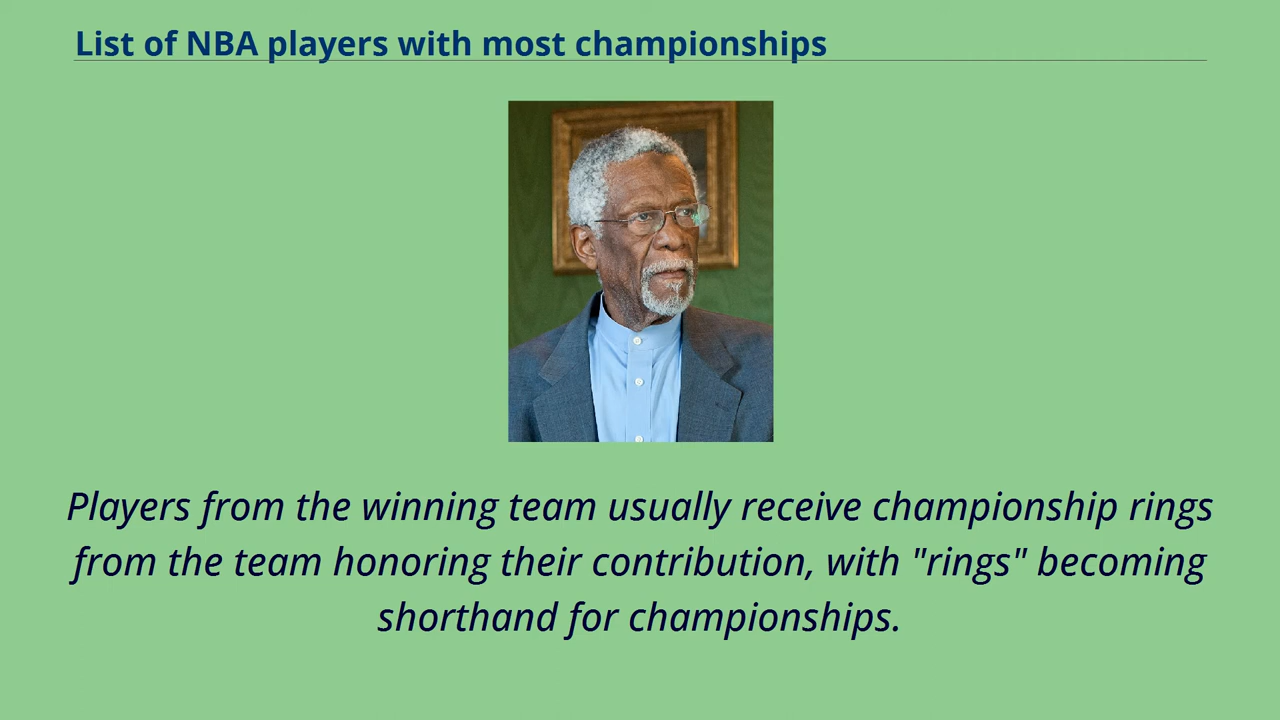 List of NBA players with most championships
Players from the winning team usually receive championship rings
from the team honoring their contribution, with "rings" becoming
shorthand for championships.